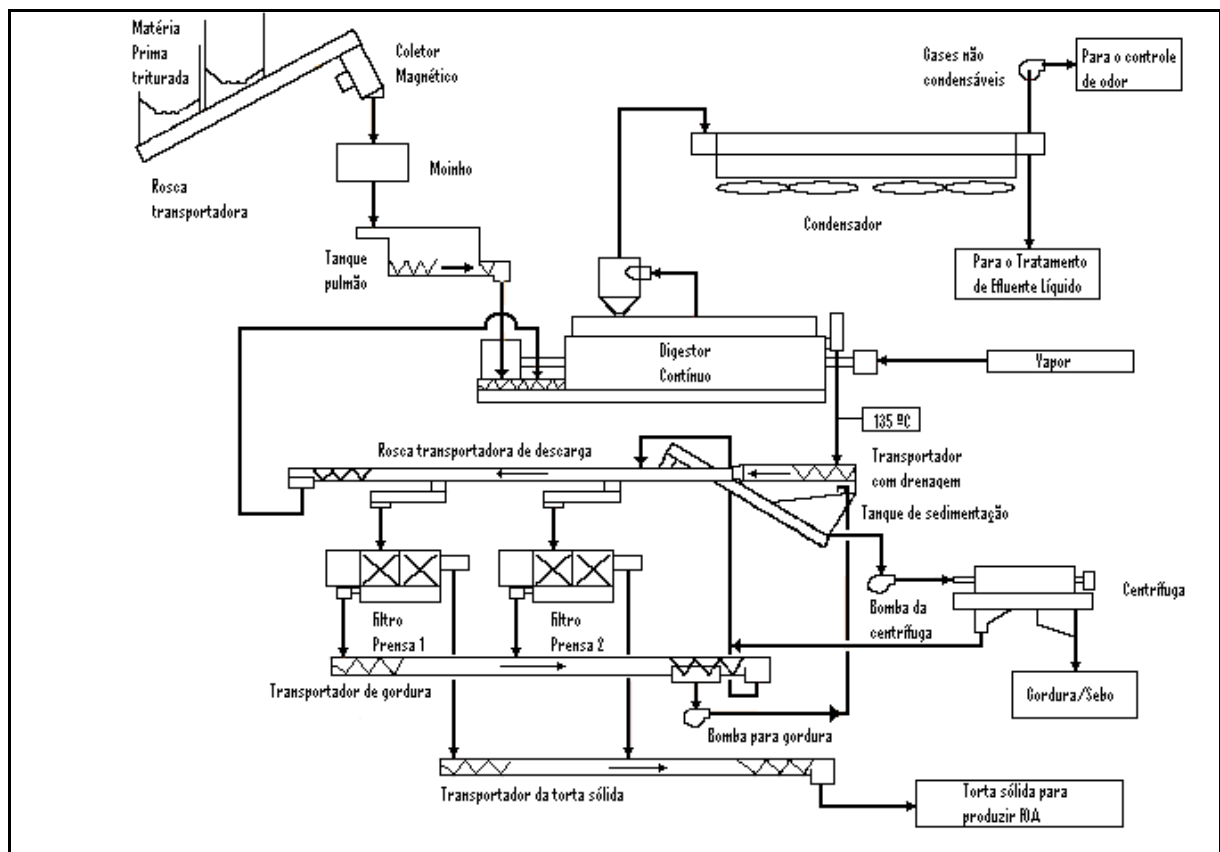 Matéria
Prima
triturada
Coletor
Magnético
Gases não
condensáveis
Para o controle
de odor
Moinho
Rosca
transportadora
Condensador
Tanque
pulmão
Para o Tratamento
de Efluente Líquido
Digestor
Contínuo
Vapor
135 ºC
Rosca transportadora de descarga
Transportador
com drenagem
Tanque de sedimentação
Centrífuga
Bomba da
centrífuga
Filtro
Prensa 1
Filtro
Prensa 2
Transportador de gordura
Gordura/Sebo
Bomba para gordura
Transportador da torta sólida
Torta sólida para
produzir FOA